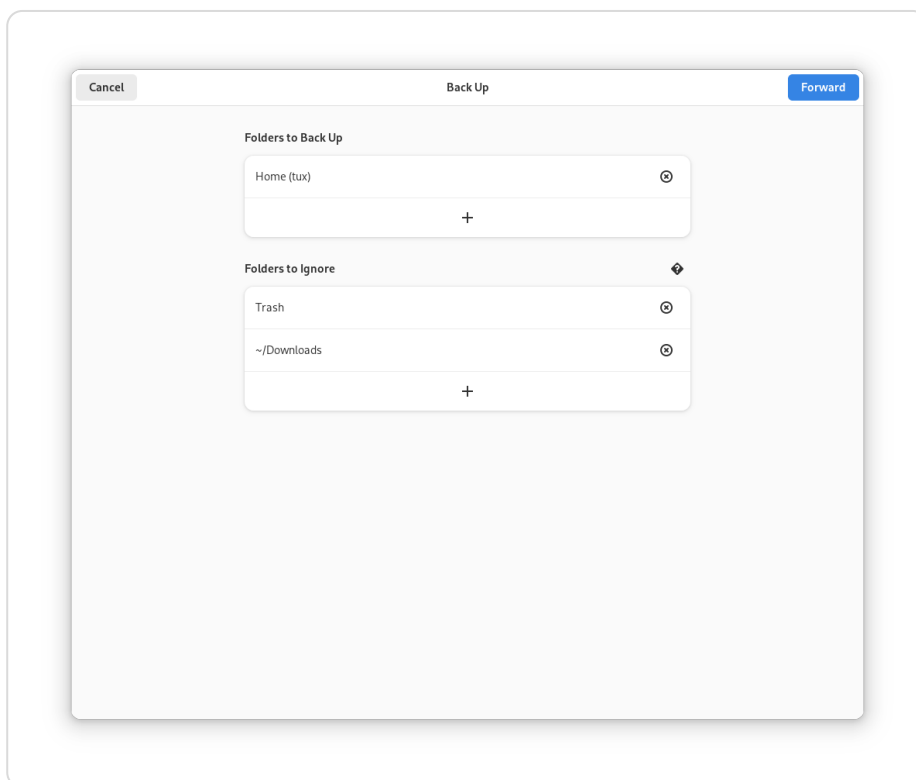 Cancel Back Up Forward
Folders to Back Up
Home (tux)
+
Folders to Ignore
Trash
~/Downloads
+